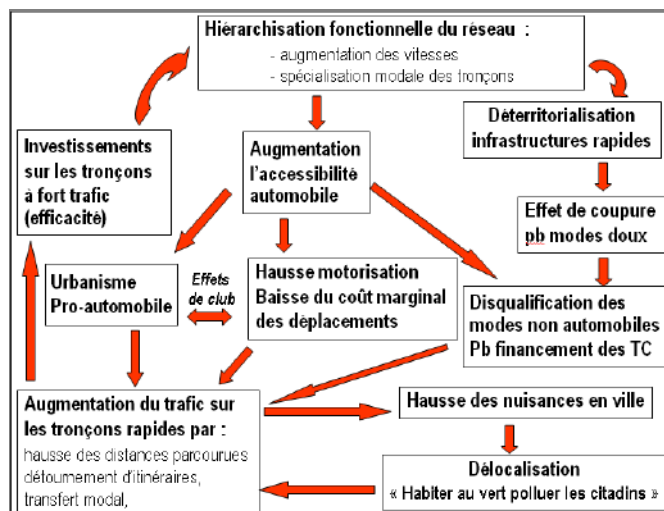 Hiérarchisation fonctionnelle du réseau :
- augmentation des vitesses
- spécialisation modale des tronçons
Déterritorialisation
infrastructures rapides
Investissements
sur les tronçons
à fort trafic
(efficacité)
Augmentation
l'accessibilité
automobile
Effet de coupure
pb modes doux
Urbanisme
Pro-automobile
Effets
de club
Hausse motorisation
Baisse du coût marginal
des déplacements
Disqualification des
modes non automobiles
Pb financement des TC
Augmentation du trafic sur
les tronçons rapides par :
hausse des distances parcourues
détournement d'itinéraires,
transfert modal,
Hausse des nuisances en ville
Délocalisation
« Habiter au vert polluer les citadins »